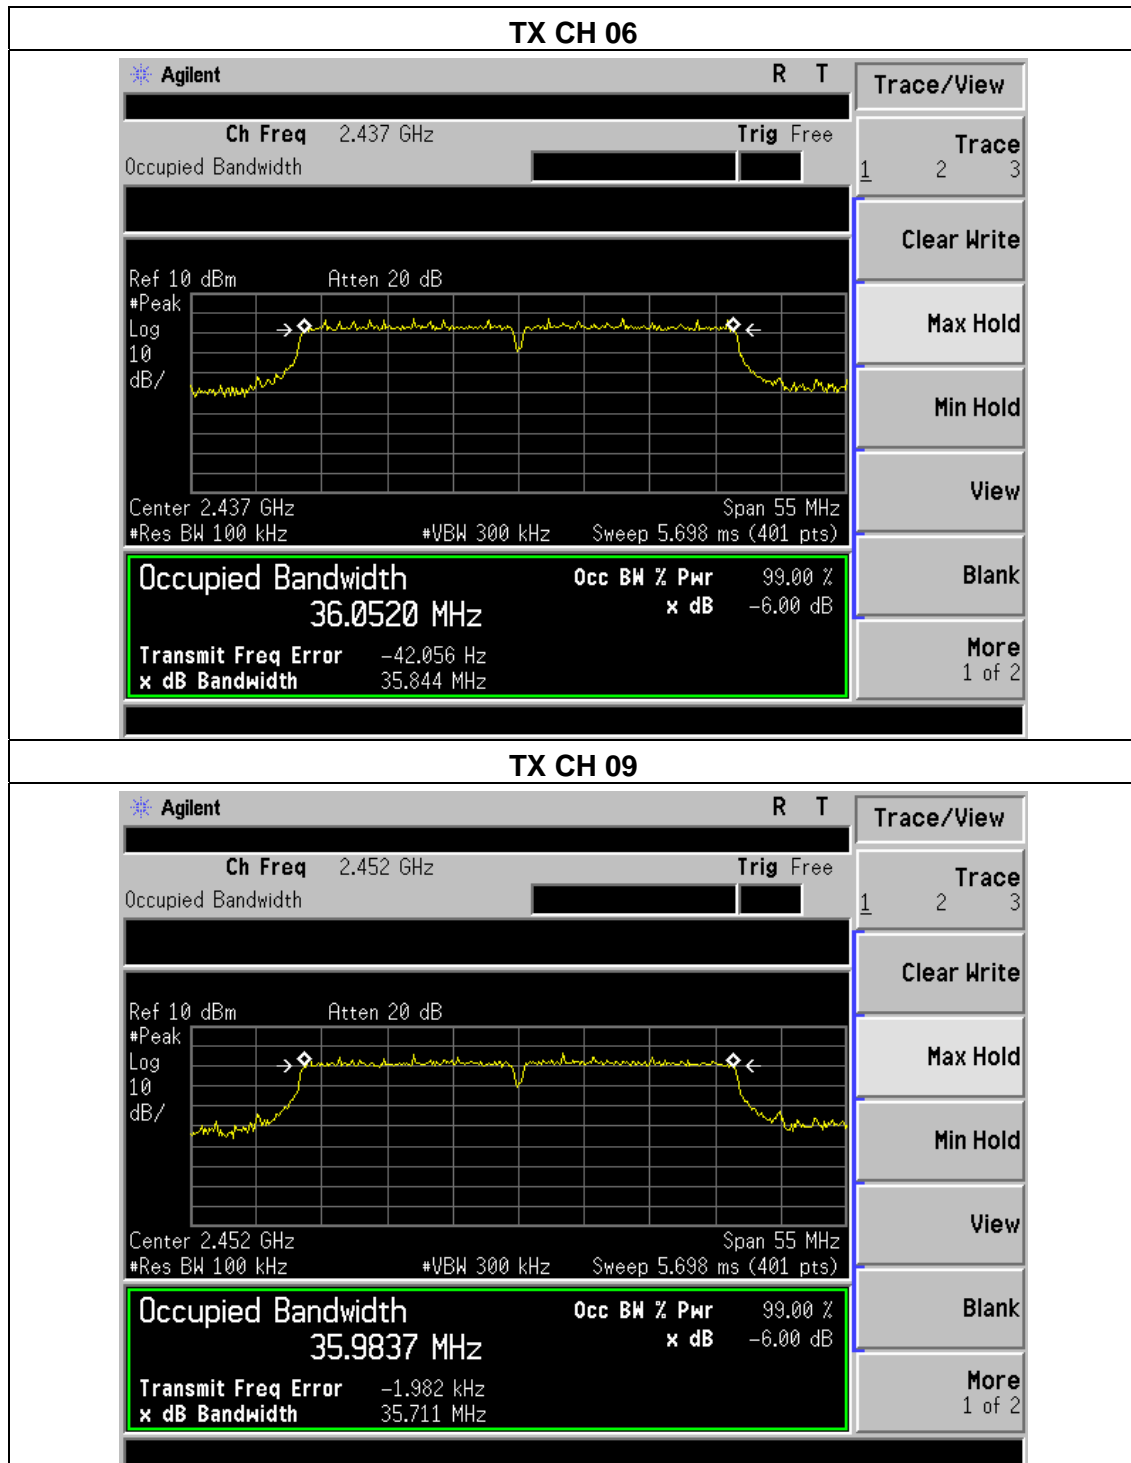 TX CH 06
Agilent R T
Trace/View
Ch Freq 2.437 GHz Trig Free
Occupied Bandwidth
Trace
1 2 3
Clear Write
Ref 10 dBm Atten 20 dB
#Peak
Log
10
dB/
Max Hold
Min Hold
View
Center 2.437 GHz Span 55 MHz
#Res BW 100 kHz #VBW 300 kHz Sweep 5.698 ms (401 pts)
Occupied Bandwidth Occ BW % Pwr 99.00 %
36.0520 MHz x dB -6.00 dB
Blank
Transmit Freq Error -42.056 Hz
x dB Bandwidth 35.844 MHz
More
1 of 2
TX CH 09
Agilent R T
Trace/View
Ch Freq 2.452 GHz Trig Free
Occupied Bandwidth
Trace
1 2 3
Clear Write
Ref 10 dBm Atten 20 dB
#Peak
Log
10
dB/
Max Hold
Min Hold
View
Center 2.452 GHz Span 55 MHz
#Res BW 100 kHz #VBW 300 kHz Sweep 5.698 ms (401 pts)
Occupied Bandwidth Occ BW % Pwr 99.00 %
35.9837 MHz x dB -6.00 dB
Blank
Transmit Freq Error -1.982 kHz
x dB Bandwidth 35.711 MHz
More
1 of 2